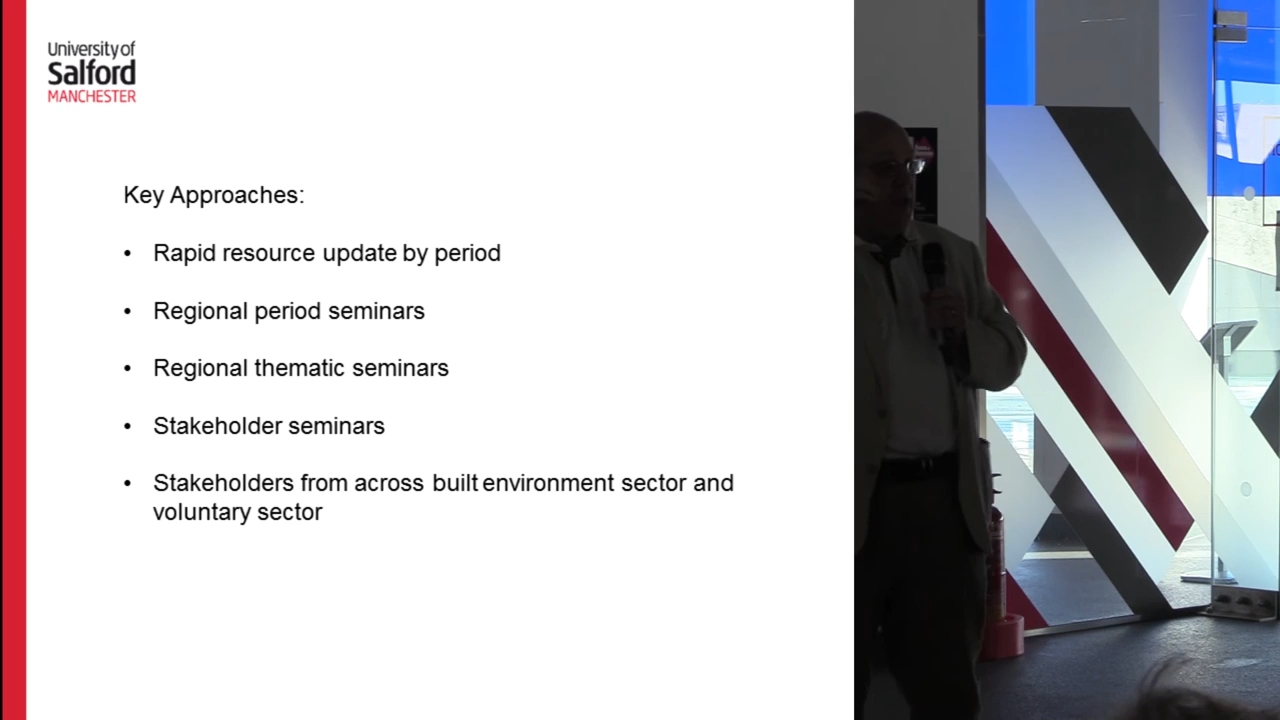 University of
Salford
MANCHESTER
Key Approaches:
• Rapid resource update by period
• Regional period seminars
• Regional thematic seminars
• Stakeholder seminars
• Stakeholders from across built environment sector and
voluntary sector